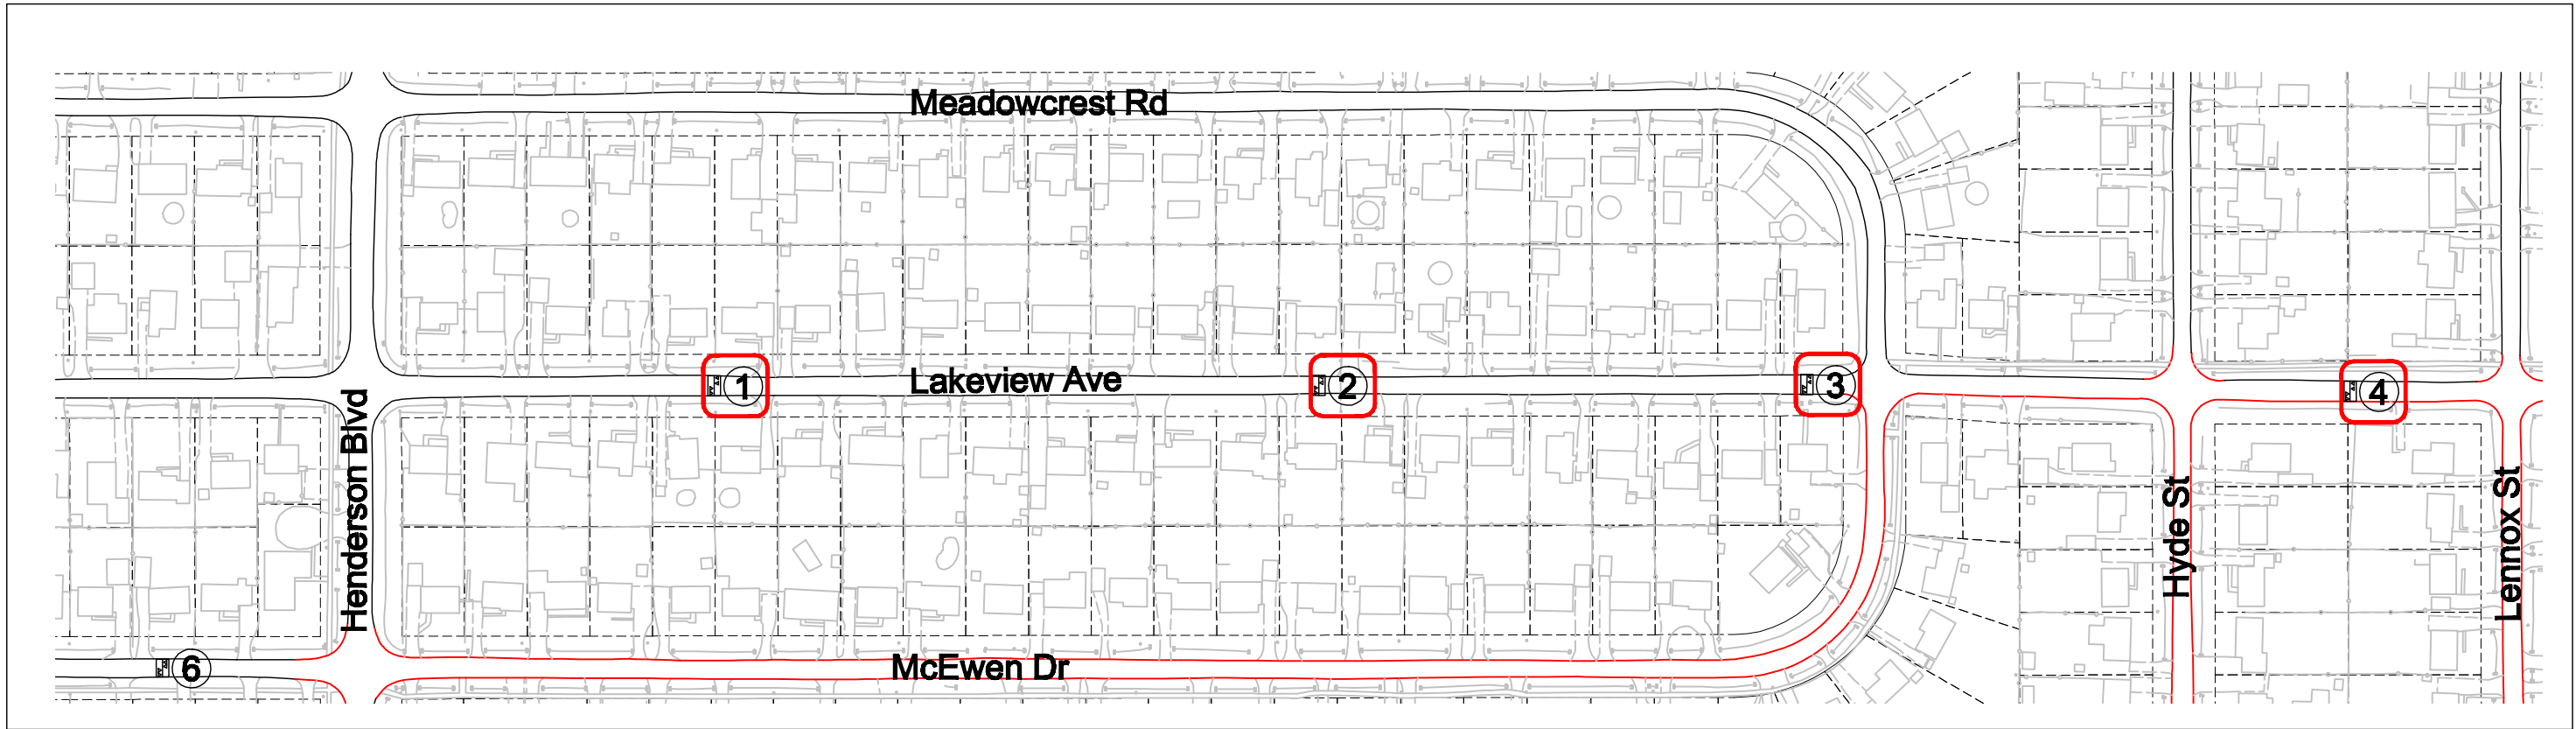 Meadowcrest Rd
1
Lakeview Ave
2
3
4
Henderson Blvd
Hyde St
Lennox St
6
McEwen Dr